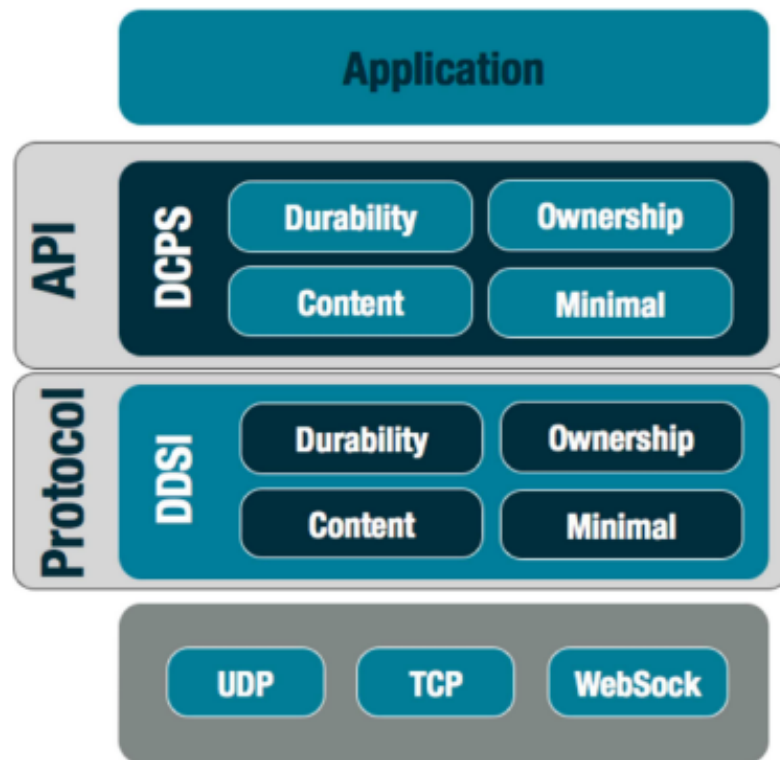 Application
API
DCPS
Durability
Ownership
Content
Minimal
Protocol
DDSI
Durability
Ownership
Content
Minimal
UDP
TCP
WebSock